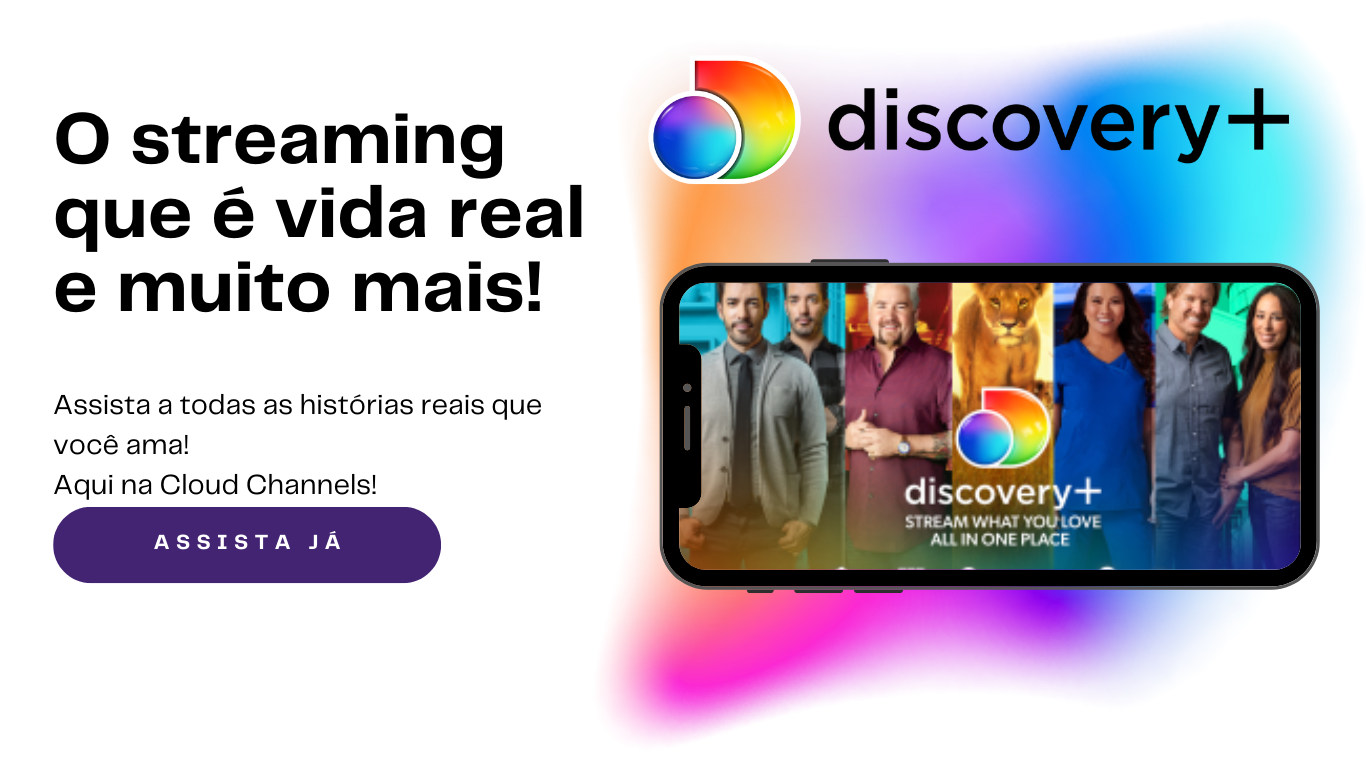 O streaming
que é vida real
e muito mais!
Assista a todas as histórias reais que
você ama!
Aqui na Cloud Channels!
ASSISTA JÁ
discovery+
discovery+
STREAM WHAT YOU LOVE
ALL IN ONE PLACE